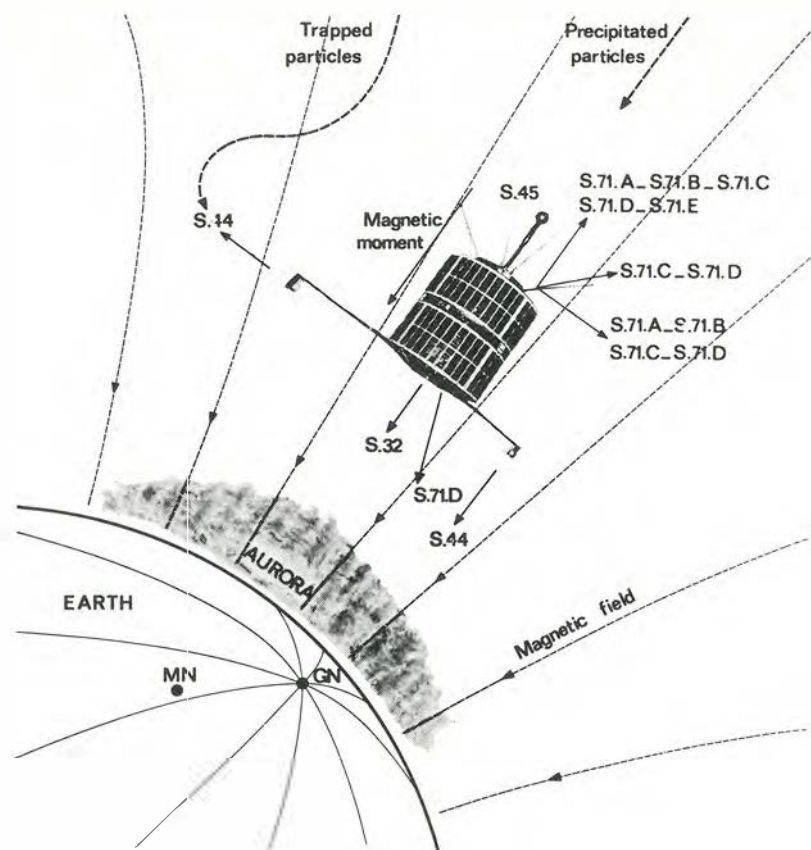 Trapped
particles
Precipitated
particles
S.44
Magnetic
moment
S.45
S.71.A_S.71.B_S.71.C
S.71.D_S.71.E
S.71.C_S.71.D
S.71.A_S.71.B
S.71.C_S.71.D
S.32
S.71.D
S.44
AURORA
EARTH
Magnetic field
MN
GN